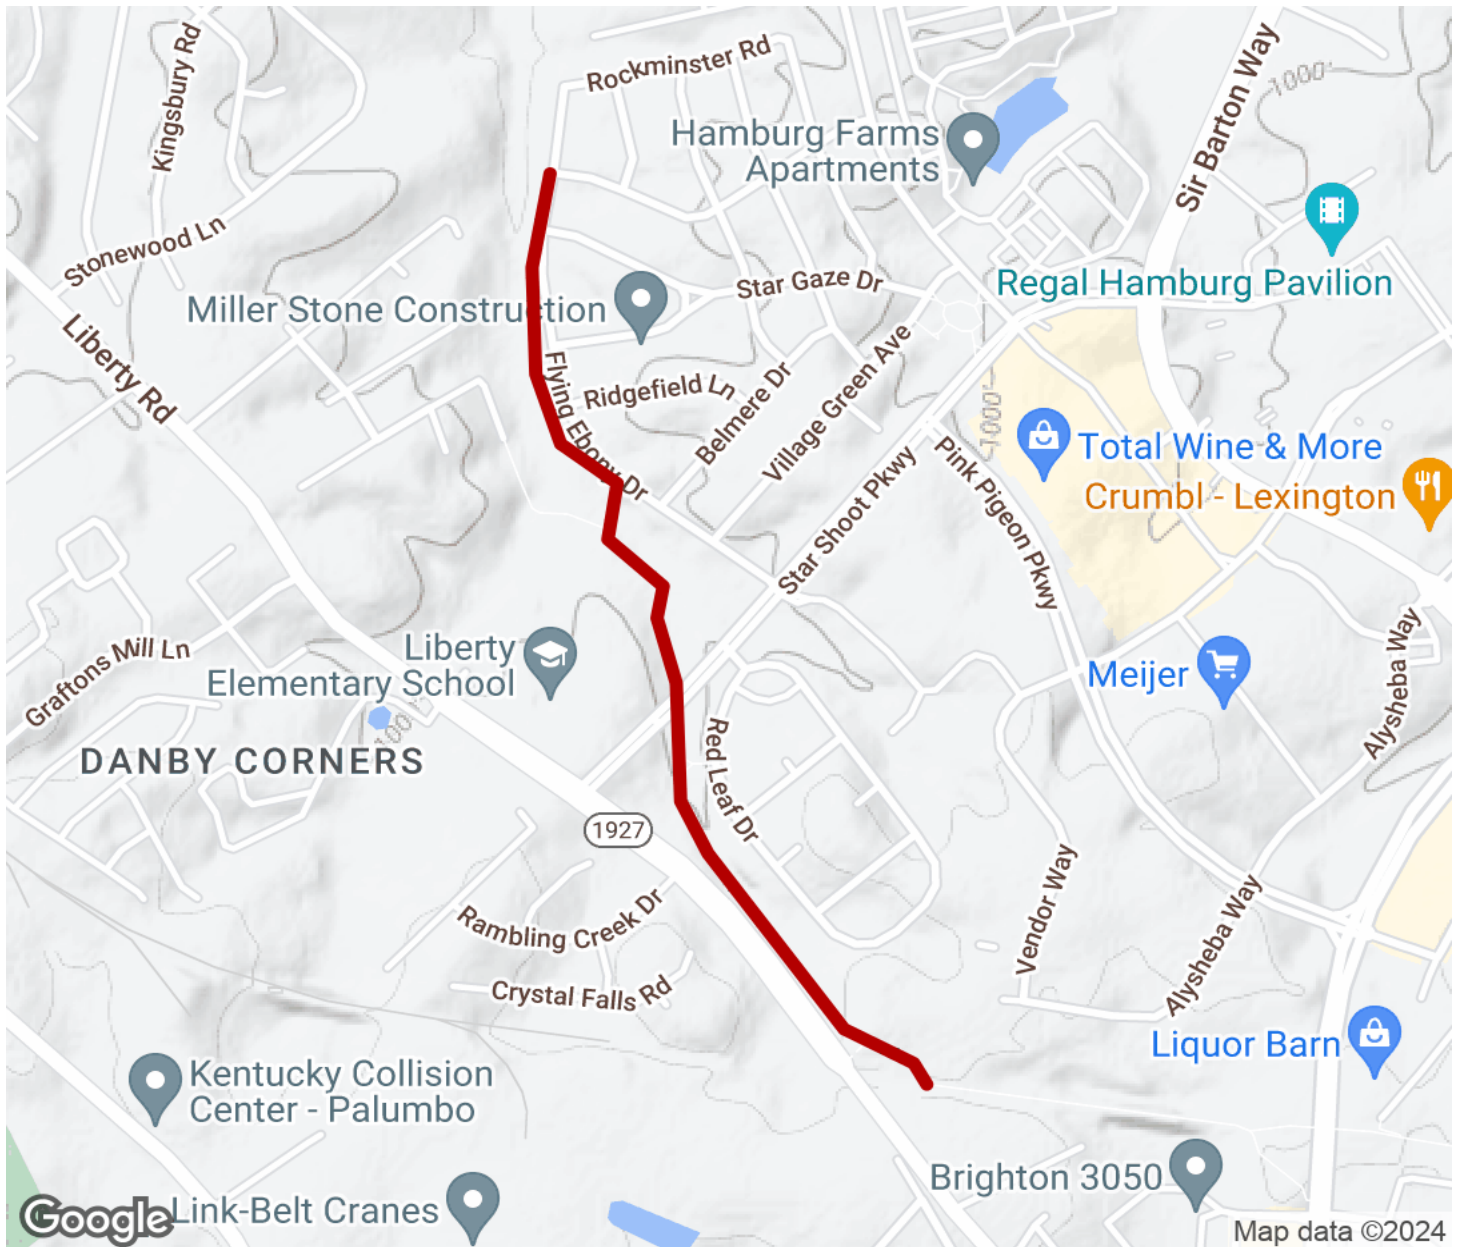 Kingsbury Rd
Rockminster Rd
Sir Barton Way
1000'
Hamburg Farms
Apartments
Stonewood Ln
Regal Hamburg Pavilion
Star Gaze Dr
Miller Stone Construction
Liberty Rd
Flying Ebony Dr
Ridgefield Ln
Belmere Dr
Village Green Ave
1000'
Total Wine & More
Crumbl - Lexington
Star Shoot Pkwy
Pink Pigeon Pkwy
Graftons Mill Ln
Liberty
Elementary School
Meijer
Alysheba Way
100
DANBY CORNERS
Red Leaf Dr
1927
Rambling Creek Dr
Vendor Way
Alysheba Way
Crystal Falls Rd
Liquor Barn
Kentucky Collision
Center - Palumbo
Brighton 3050
Link-Belt Cranes
Google
Map data ©2024